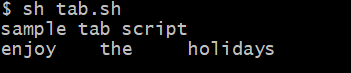 $ sh tab.sh
sample tab script
enjoy	the	holidays